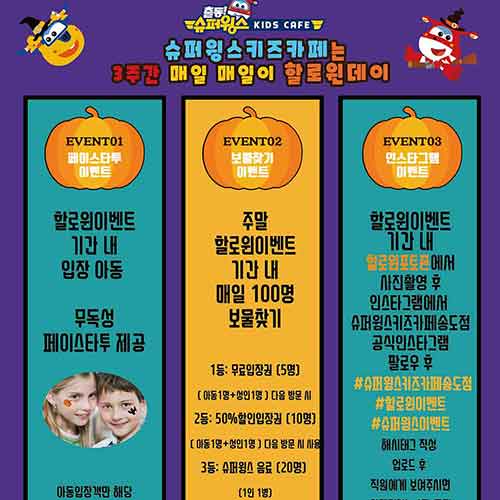 출동!
슈퍼윙스 KIDS CAFE
슈퍼윙스키즈카페는
3주간 매일 매일이 할로윈데이
EVENT01
페이스타투
이벤트
할로윈이벤트
기간 내
입장 아동
무독성
페이스타투 제공
아동입장객만 해당
EVENT02
보물찾기
이벤트
주말
할로윈이벤트
기간 내
매일 100명
보물찾기
1등: 무료입장권 (5명)
( 아동1명+성인1명 ) 다음 방문 시
2등: 50%할인입장권 (10명)
( 아동1명+성인1명 ) 다음 방문 시 사용
3등: 슈퍼윙스 음료 (20명)
(1인 1병)
EVENT03
인스타그램
이벤트
할로윈이벤트
기간 내
할로윈포토존에서
사진촬영 후
인스타그램에서
슈퍼윙스키즈카페송도점
공식인스타그램
팔로우 후
#슈퍼윙스키즈카페송도점
#할로윈이벤트
#슈퍼윙스이벤트
해시태그 작성
업로드 후
직원에게 보여주시면